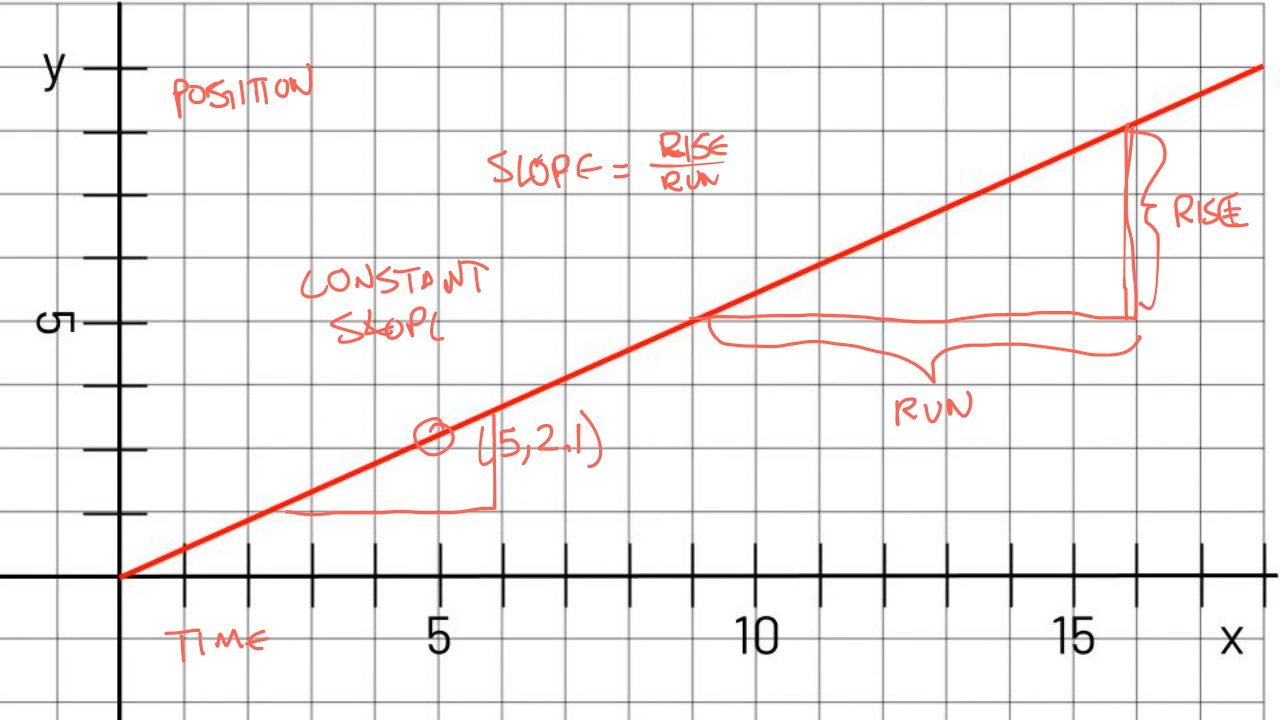 y
POSITION
SLOPE = RISE
RUN
RISE
CONSTANT
SLOPE
5
RUN
(5,2.1)
5
10
15
x
TIME